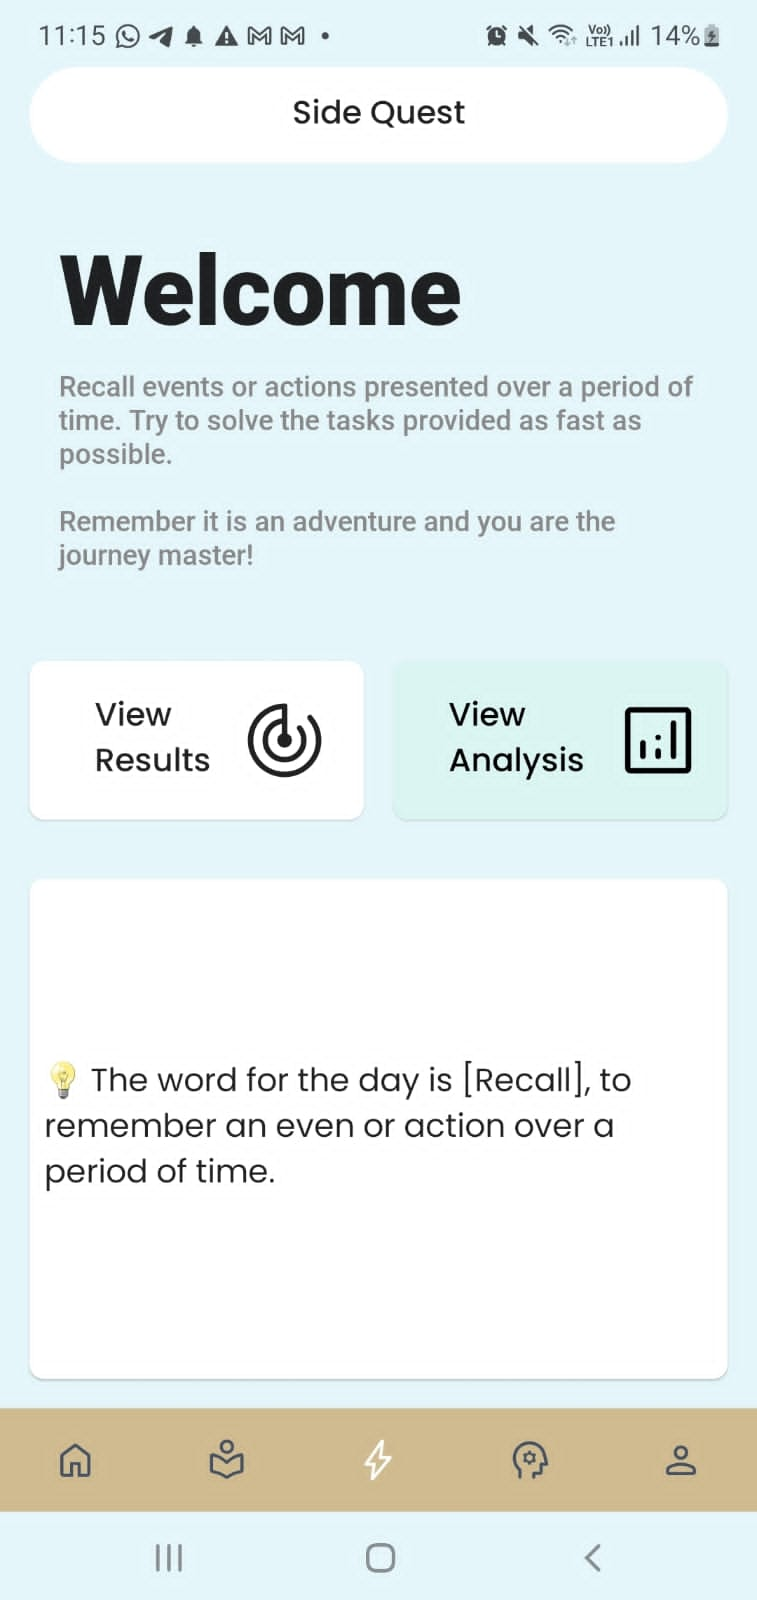 11:15 14%
Vo))
LTE1
Side Quest
Welcome
Recall events or actions presented over a period of
time. Try to solve the tasks provided as fast as
possible.
Remember it is an adventure and you are the
journey master!
View
Results
View
Analysis
💡 The word for the day is [Recall], to
remember an even or action over a
period of time.